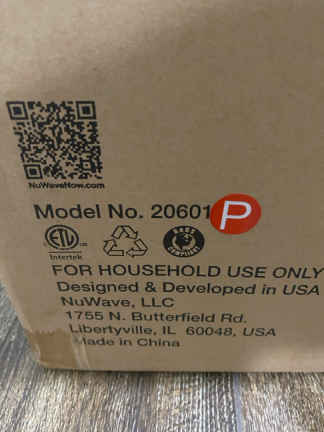 NuWaveNow.com
Model No. 20601
P
ETL
Intertek
FOR HOUSEHOLD USE ONLY
Designed & Developed in USA
NuWave, LLC
1755 N. Butterfield Rd.
Libertyville, IL 60048, USA
Made in China